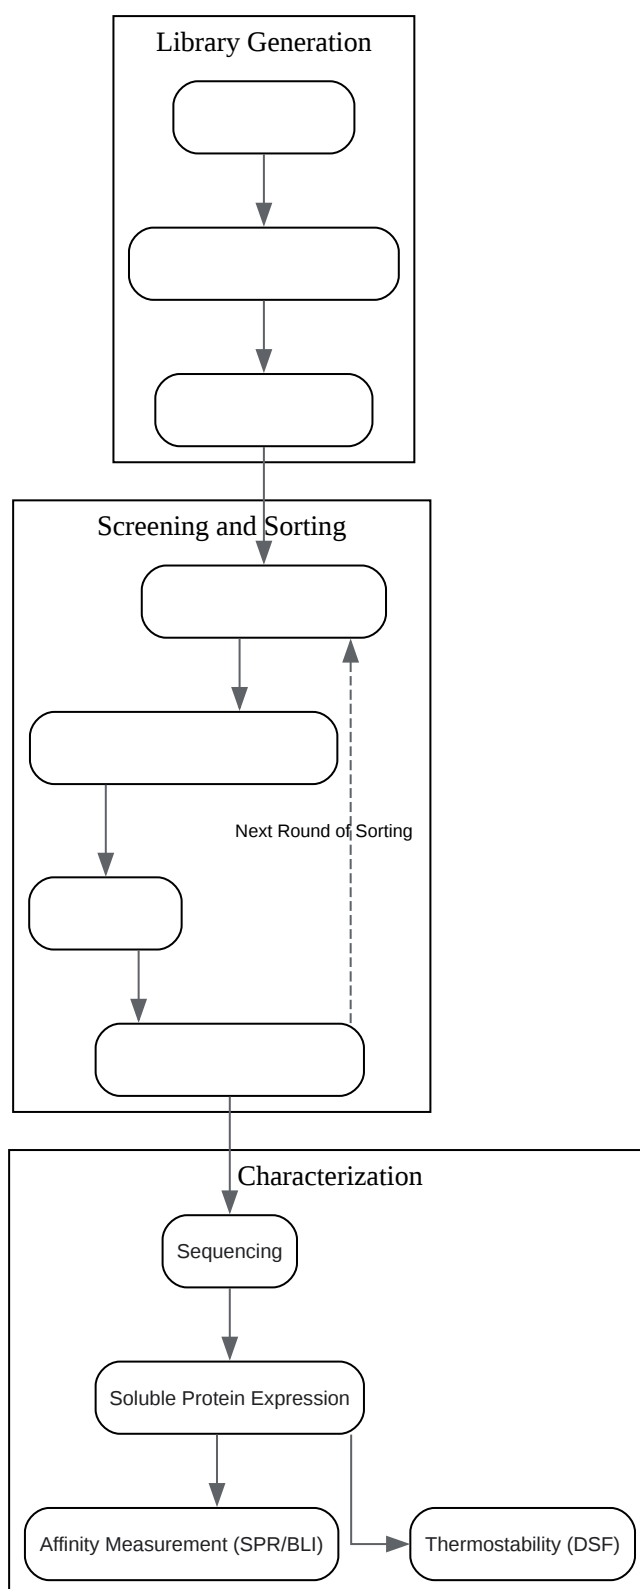 Library Generation
Screening and Sorting
Next Round of Sorting
Characterization
Sequencing
Soluble Protein Expression
Affinity Measurement (SPR/BLI)
Thermostability (DSF)